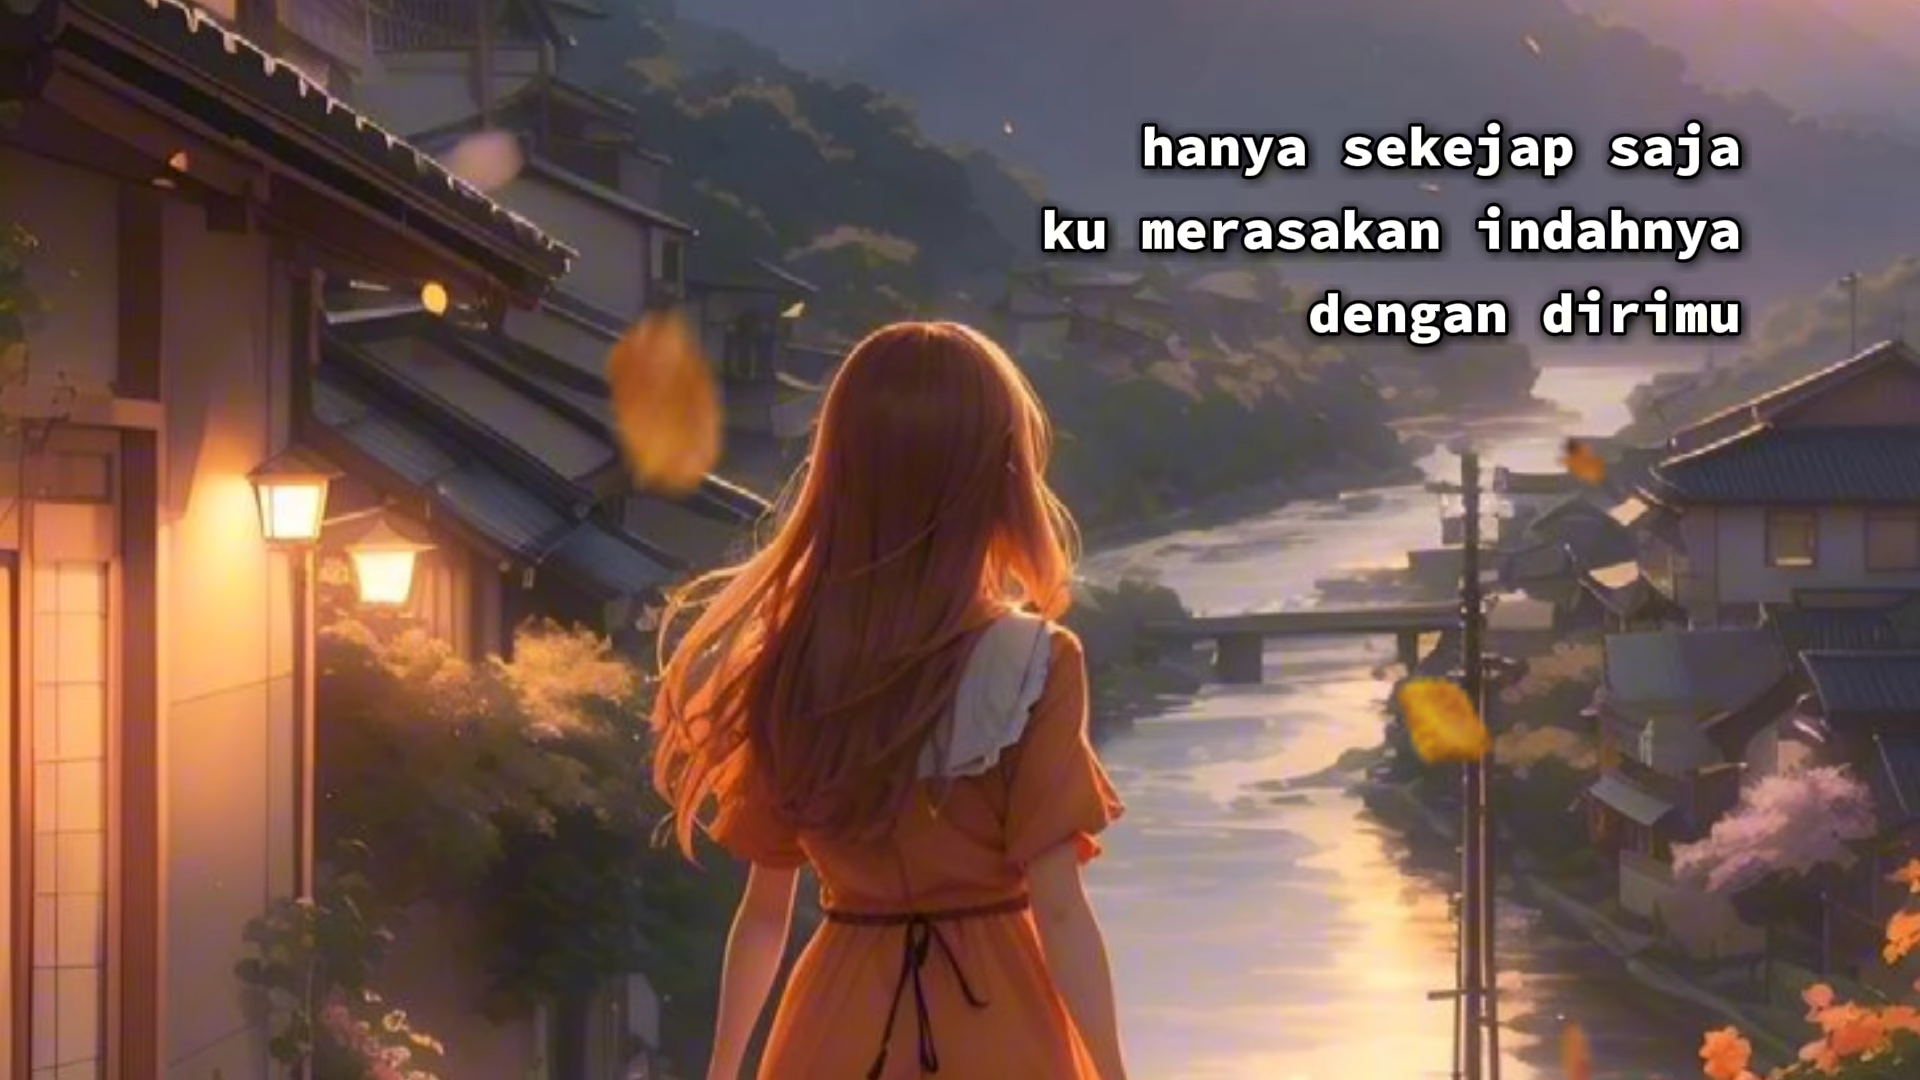 hanya sekejap saja
ku merasakan indahnya
dengan dirimu